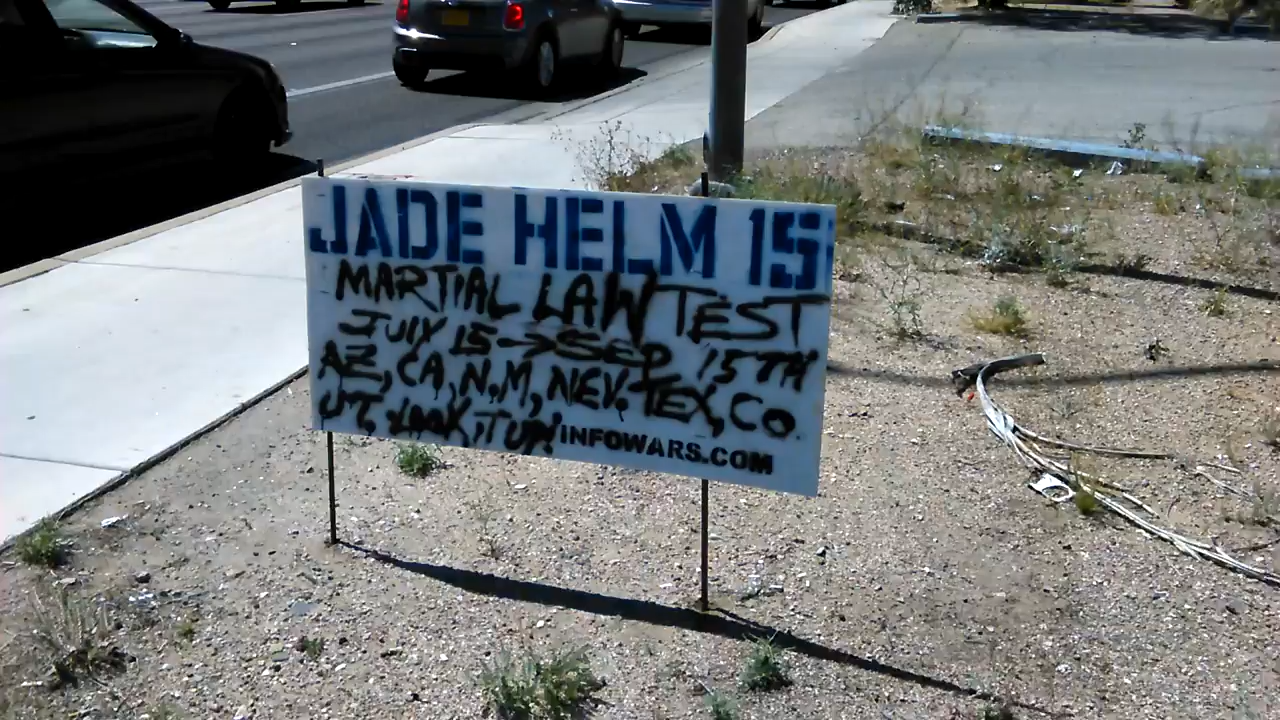 JADE HELM 15
MARTIAL LAW TEST
JULY 15→SEP 15TH
AZ, CA, N.M, NEV. TEX, CO.
UT. LOOK IT UP! INFOWARS.COM